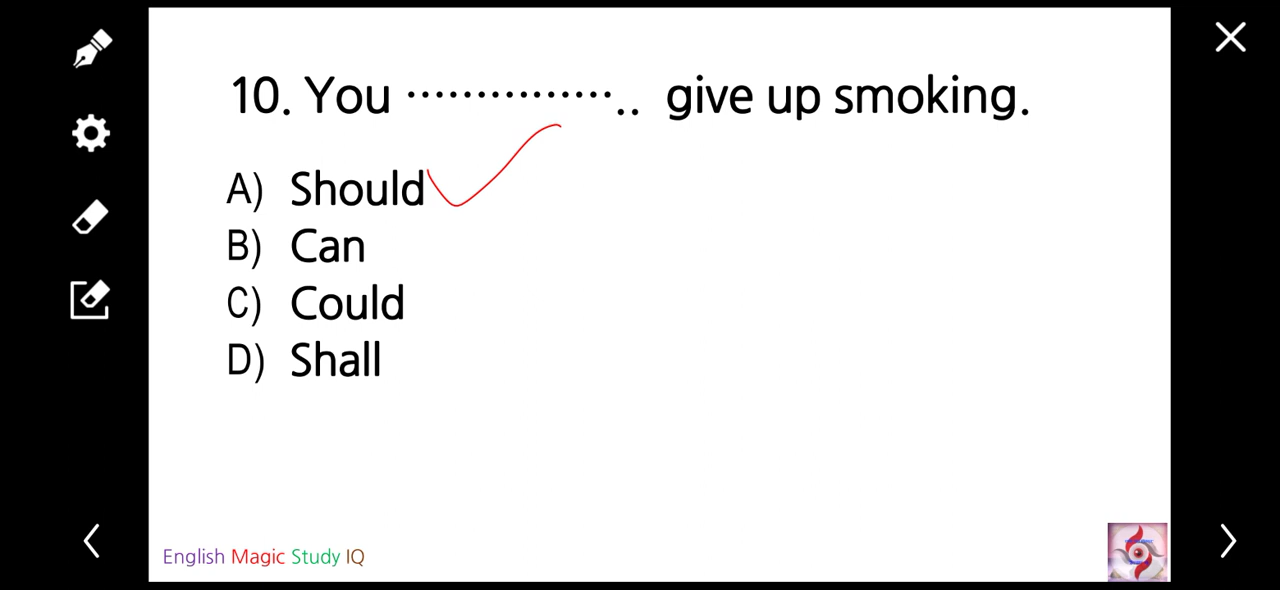 10. You ................. give up smoking.
A) Should
B) Can
C) Could
D) Shall
English Magic Study IQ